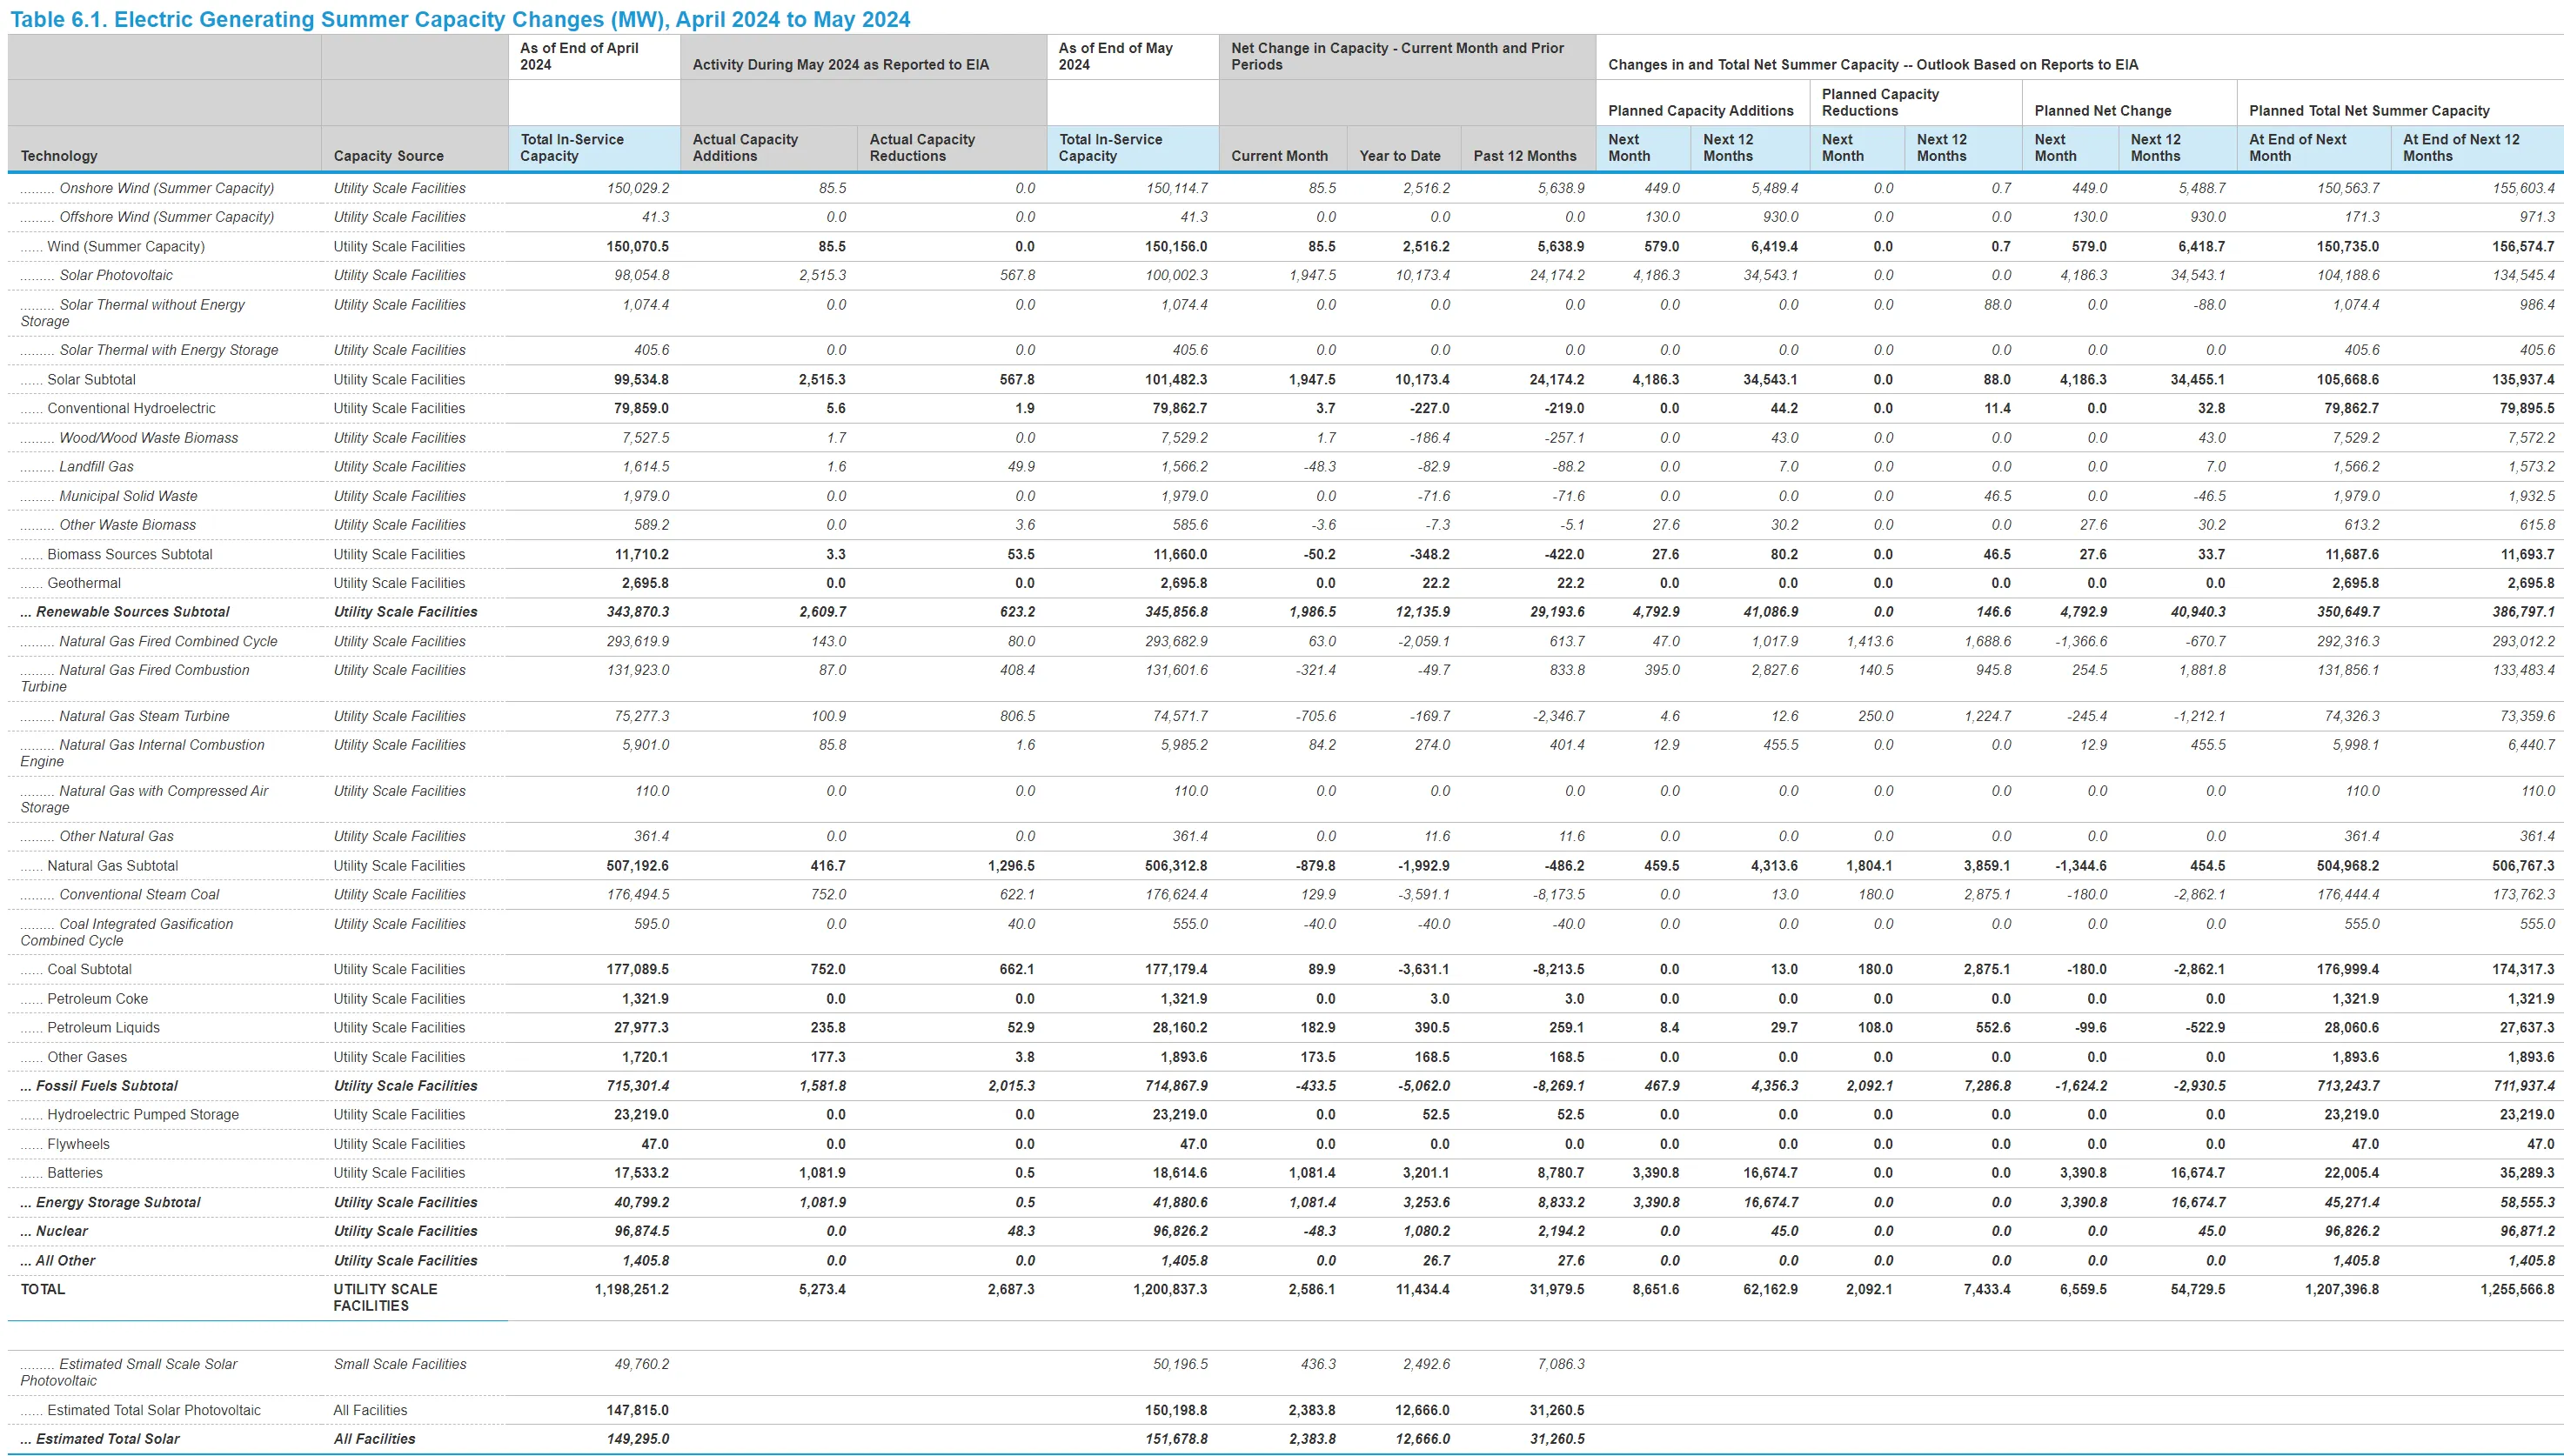 Table 6.1. Electric Generating Summer Capacity Changes (MW), April 2024 to May 2024
As of End of April 2024 Activity During May 2024 as Reported to EIA As of End of May 2024 Net Change in Capacity - Current Month and Prior Periods Changes in and Total Net Summer Capacity -- Outlook Based on Reports to EIA
Planned Capacity Additions Planned Capacity Reductions Planned Net Change Planned Total Net Summer Capacity
Technology Capacity Source Total In-Service Capacity Actual Capacity Additions Actual Capacity Reductions Total In-Service Capacity Current Month Year to Date Past 12 Months Next Month Next 12 Months Next Month Next 12 Months Next Month Next 12 Months At End of Next Month At End of Next 12 Months
......... Onshore Wind (Summer Capacity) Utility Scale Facilities 150,029.2 85.5 0.0 150,114.7 85.5 2,516.2 5,638.9 449.0 5,489.4 0.0 0.7 449.0 5,488.7 150,563.7 155,603.4
......... Offshore Wind (Summer Capacity) Utility Scale Facilities 41.3 0.0 0.0 41.3 0.0 0.0 0.0 130.0 930.0 0.0 0.0 130.0 930.0 171.3 971.3
...... Wind (Summer Capacity) Utility Scale Facilities 150,070.5 85.5 0.0 150,156.0 85.5 2,516.2 5,638.9 579.0 6,419.4 0.0 0.7 579.0 6,418.7 150,735.0 156,574.7
......... Solar Photovoltaic Utility Scale Facilities 98,054.8 2,515.3 567.8 100,002.3 1,947.5 10,173.4 24,174.2 4,186.3 34,543.1 0.0 0.0 4,186.3 34,543.1 104,188.6 134,545.4
......... Solar Thermal without Energy Storage Utility Scale Facilities 1,074.4 0.0 0.0 1,074.4 0.0 0.0 0.0 0.0 0.0 0.0 88.0 0.0 -88.0 1,074.4 986.4
......... Solar Thermal with Energy Storage Utility Scale Facilities 405.6 0.0 0.0 405.6 0.0 0.0 0.0 0.0 0.0 0.0 0.0 0.0 0.0 405.6 405.6
...... Solar Subtotal Utility Scale Facilities 99,534.8 2,515.3 567.8 101,482.3 1,947.5 10,173.4 24,174.2 4,186.3 34,543.1 0.0 88.0 4,186.3 34,455.1 105,668.6 135,937.4
...... Conventional Hydroelectric Utility Scale Facilities 79,859.0 5.6 1.9 79,862.7 3.7 -227.0 -219.0 0.0 44.2 0.0 11.4 0.0 32.8 79,862.7 79,895.5
......... Wood/Wood Waste Biomass Utility Scale Facilities 7,527.5 1.7 0.0 7,529.2 1.7 -186.4 -257.1 0.0 43.0 0.0 0.0 0.0 43.0 7,529.2 7,572.2
......... Landfill Gas Utility Scale Facilities 1,614.5 1.6 49.9 1,566.2 -48.3 -82.9 -88.2 0.0 7.0 0.0 0.0 0.0 7.0 1,566.2 1,573.2
......... Municipal Solid Waste Utility Scale Facilities 1,979.0 0.0 0.0 1,979.0 0.0 -71.6 -71.6 0.0 0.0 0.0 46.5 0.0 -46.5 1,979.0 1,932.5
......... Other Waste Biomass Utility Scale Facilities 589.2 0.0 3.6 585.6 -3.6 -7.3 -5.1 27.6 30.2 0.0 0.0 27.6 30.2 613.2 615.8
...... Biomass Sources Subtotal Utility Scale Facilities 11,710.2 3.3 53.5 11,660.0 -50.2 -348.2 -422.0 27.6 80.2 0.0 46.5 27.6 33.7 11,687.6 11,693.7
...... Geothermal Utility Scale Facilities 2,695.8 0.0 0.0 2,695.8 0.0 22.2 22.2 0.0 0.0 0.0 0.0 0.0 0.0 2,695.8 2,695.8
... Renewable Sources Subtotal Utility Scale Facilities 343,870.3 2,609.7 623.2 345,856.8 1,986.5 12,135.9 29,193.6 4,792.9 41,086.9 0.0 146.6 4,792.9 40,940.3 350,649.7 386,797.1
......... Natural Gas Fired Combined Cycle Utility Scale Facilities 293,619.9 143.0 80.0 293,682.9 63.0 -2,059.1 613.7 47.0 1,017.9 1,413.6 1,688.6 -1,366.6 -670.7 292,316.3 293,012.2
......... Natural Gas Fired Combustion Turbine Utility Scale Facilities 131,923.0 87.0 408.4 131,601.6 -321.4 -49.7 833.8 395.0 2,827.6 140.5 945.8 254.5 1,881.8 131,856.1 133,483.4
......... Natural Gas Steam Turbine Utility Scale Facilities 75,277.3 100.9 806.5 74,571.7 -705.6 -169.7 -2,346.7 4.6 12.6 250.0 1,224.7 -245.4 -1,212.1 74,326.3 73,359.6
......... Natural Gas Internal Combustion Engine Utility Scale Facilities 5,901.0 85.8 1.6 5,985.2 84.2 274.0 401.4 12.9 455.5 0.0 0.0 12.9 455.5 5,998.1 6,440.7
......... Natural Gas with Compressed Air Storage Utility Scale Facilities 110.0 0.0 0.0 110.0 0.0 0.0 0.0 0.0 0.0 0.0 0.0 0.0 0.0 110.0 110.0
......... Other Natural Gas Utility Scale Facilities 361.4 0.0 0.0 361.4 0.0 11.6 11.6 0.0 0.0 0.0 0.0 0.0 0.0 361.4 361.4
...... Natural Gas Subtotal Utility Scale Facilities 507,192.6 416.7 1,296.5 506,312.8 -879.8 -1,992.9 -486.2 459.5 4,313.6 1,804.1 3,859.1 -1,344.6 454.5 504,968.2 506,767.3
......... Conventional Steam Coal Utility Scale Facilities 176,494.5 752.0 622.1 176,624.4 129.9 -3,591.1 -8,173.5 0.0 13.0 180.0 2,875.1 -180.0 -2,862.1 176,444.4 173,762.3
......... Coal Integrated Gasification Combined Cycle Utility Scale Facilities 595.0 0.0 40.0 555.0 -40.0 -40.0 -40.0 0.0 0.0 0.0 0.0 0.0 0.0 555.0 555.0
...... Coal Subtotal Utility Scale Facilities 177,089.5 752.0 662.1 177,179.4 89.9 -3,631.1 -8,213.5 0.0 13.0 180.0 2,875.1 -180.0 -2,862.1 176,999.4 174,317.3
...... Petroleum Coke Utility Scale Facilities 1,321.9 0.0 0.0 1,321.9 0.0 3.0 3.0 0.0 0.0 0.0 0.0 0.0 0.0 1,321.9 1,321.9
...... Petroleum Liquids Utility Scale Facilities 27,977.3 235.8 52.9 28,160.2 182.9 390.5 259.1 8.4 29.7 108.0 552.6 -99.6 -522.9 28,060.6 27,637.3
...... Other Gases Utility Scale Facilities 1,720.1 177.3 3.8 1,893.6 173.5 168.5 168.5 0.0 0.0 0.0 0.0 0.0 0.0 1,893.6 1,893.6
... Fossil Fuels Subtotal Utility Scale Facilities 715,301.4 1,581.8 2,015.3 714,867.9 -433.5 -5,062.0 -8,269.1 467.9 4,356.3 2,092.1 7,286.8 -1,624.2 -2,930.5 713,243.7 711,937.4
...... Hydroelectric Pumped Storage Utility Scale Facilities 23,219.0 0.0 0.0 23,219.0 0.0 52.5 52.5 0.0 0.0 0.0 0.0 0.0 0.0 23,219.0 23,219.0
...... Flywheels Utility Scale Facilities 47.0 0.0 0.0 47.0 0.0 0.0 0.0 0.0 0.0 0.0 0.0 0.0 0.0 47.0 47.0
...... Batteries Utility Scale Facilities 17,533.2 1,081.9 0.5 18,614.6 1,081.4 3,201.1 8,780.7 3,390.8 16,674.7 0.0 0.0 3,390.8 16,674.7 22,005.4 35,289.3
... Energy Storage Subtotal Utility Scale Facilities 40,799.2 1,081.9 0.5 41,880.6 1,081.4 3,253.6 8,833.2 3,390.8 16,674.7 0.0 0.0 3,390.8 16,674.7 45,271.4 58,555.3
... Nuclear Utility Scale Facilities 96,874.5 0.0 48.3 96,826.2 -48.3 1,080.2 2,194.2 0.0 45.0 0.0 0.0 0.0 45.0 96,826.2 96,871.2
... All Other Utility Scale Facilities 1,405.8 0.0 0.0 1,405.8 0.0 26.7 27.6 0.0 0.0 0.0 0.0 0.0 0.0 1,405.8 1,405.8
TOTAL UTILITY SCALE FACILITIES 1,198,251.2 5,273.4 2,687.3 1,200,837.3 2,586.1 11,434.4 31,979.5 8,651.6 62,162.9 2,092.1 7,433.4 6,559.5 54,729.5 1,207,396.8 1,255,566.8
......... Estimated Small Scale Solar Photovoltaic Small Scale Facilities 49,760.2 50,196.5 436.3 2,492.6 7,086.3
...... Estimated Total Solar Photovoltaic All Facilities 147,815.0 150,198.8 2,383.8 12,666.0 31,260.5
... Estimated Total Solar All Facilities 149,295.0 151,678.8 2,383.8 12,666.0 31,260.5